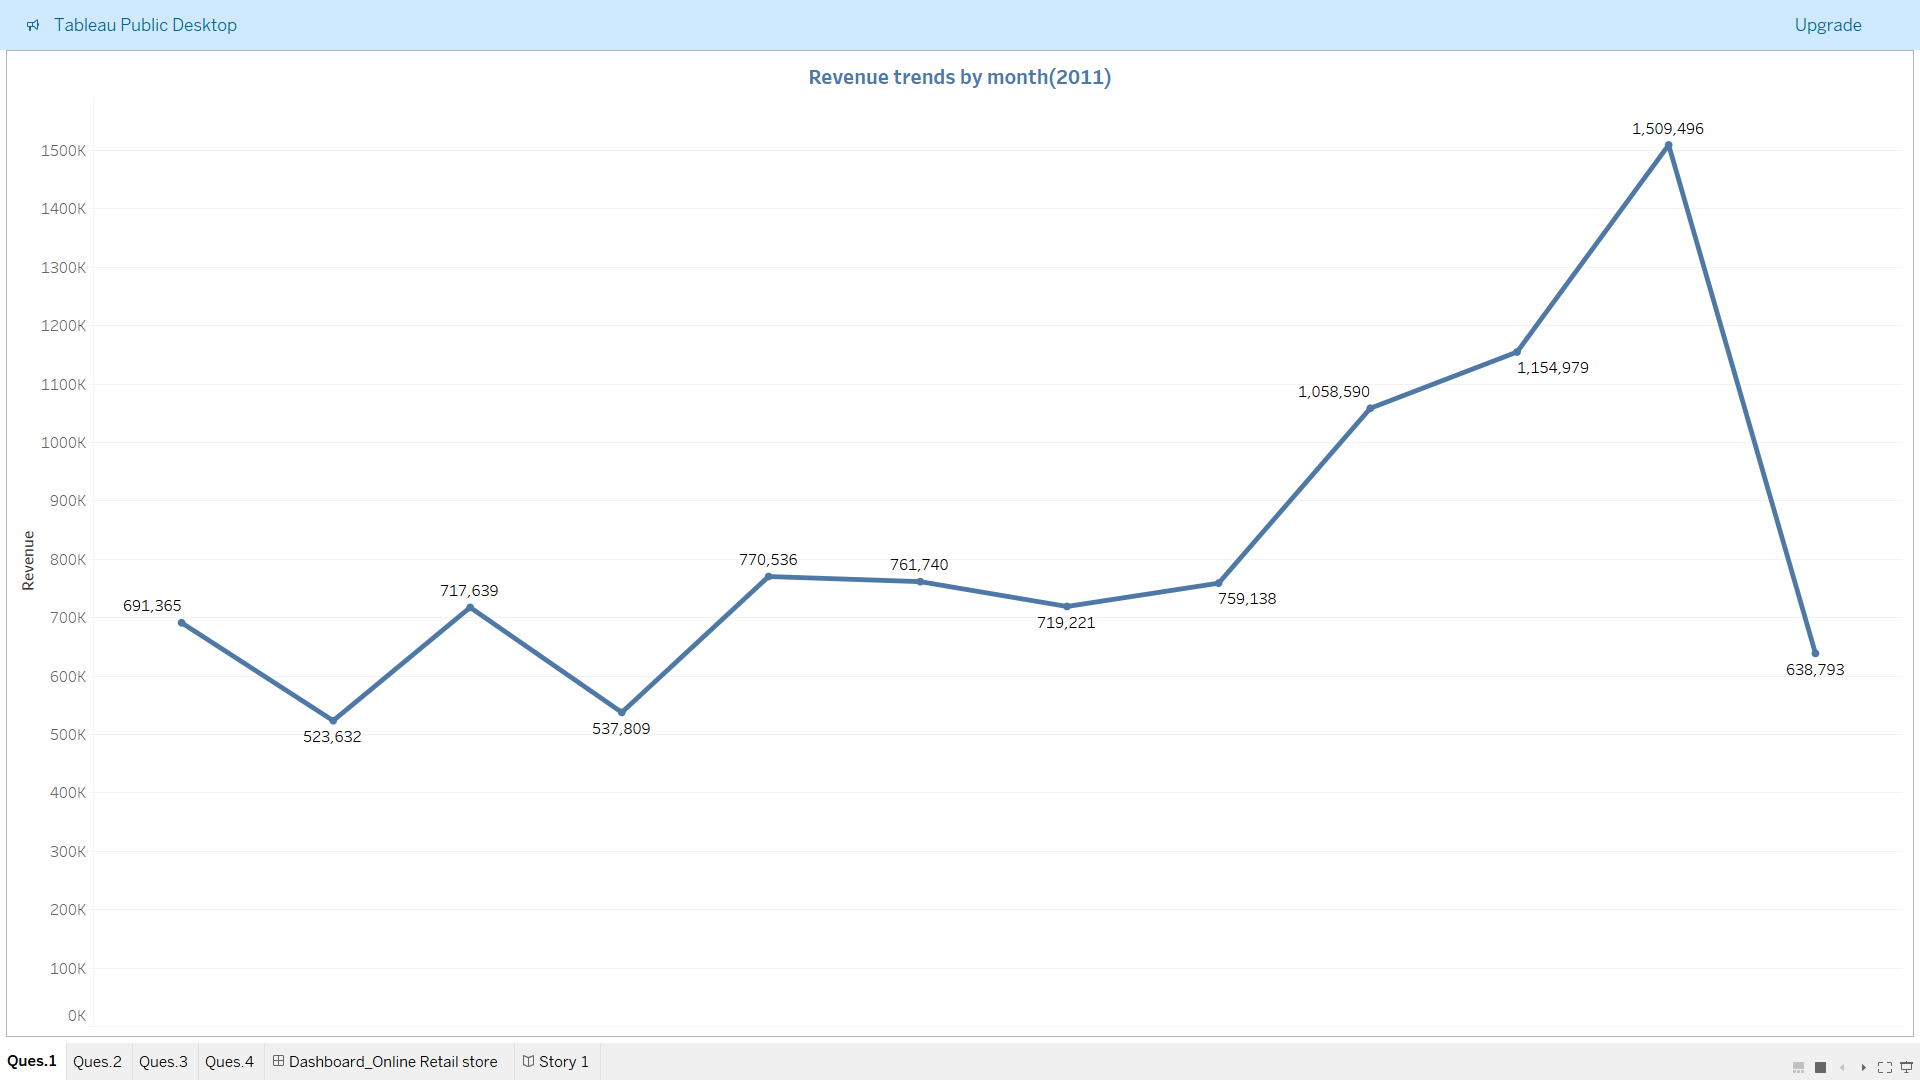 Tableau Public Desktop
Upgrade
Revenue trends by month(2011)
Revenue
1500K
1400K
1300K
1200K
1100K
1000K
900K
800K
700K
600K
500K
400K
300K
200K
100K
0K
691,365
523,632
717,639
537,809
770,536
761,740
719,221
759,138
1,058,590
1,154,979
1,509,496
638,793
Ques.1
Ques.2
Ques.3
Ques.4
Dashboard_Online Retail store
Story 1